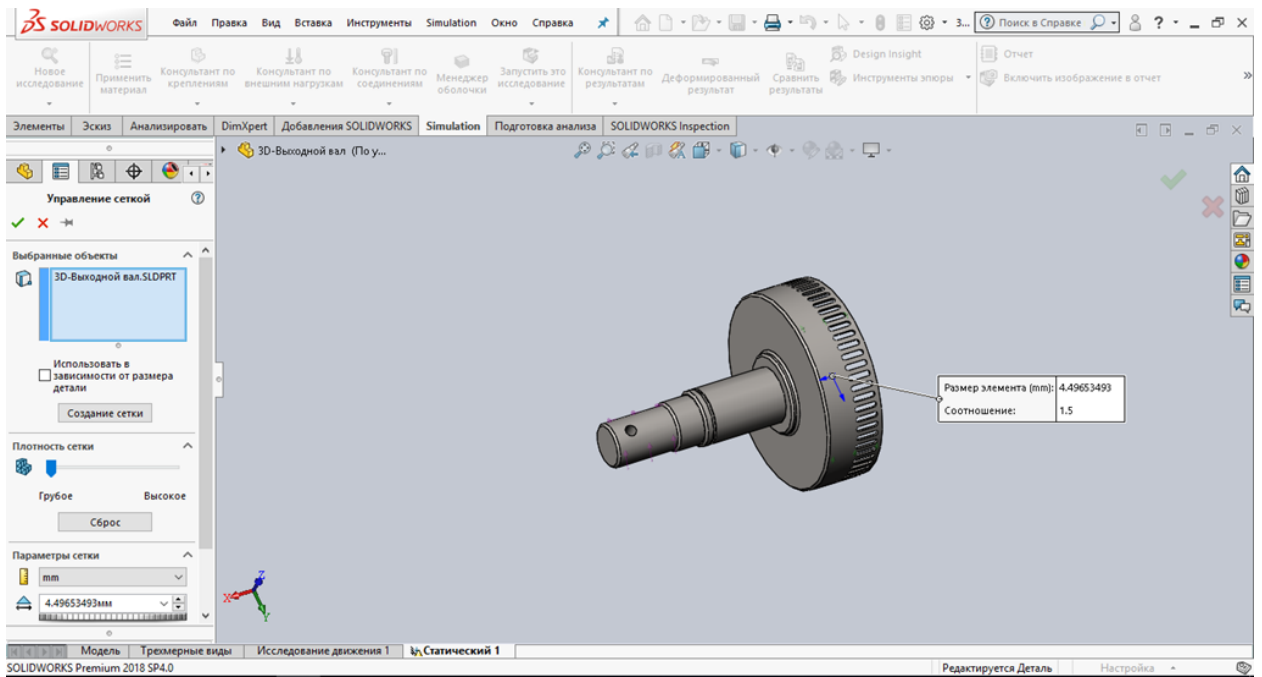 SOLIDWORKS Файл Правка Вид Вставка Инструменты Simulation Окно Справка З... Поиск в Справке
Новое исследование
Применить материал
Консультант по креплениям
Консультант по внешним нагрузкам
Консультант по соединениям
Менеджер оболочки
Запустить это исследование
Консультант по результатам
Деформированный результат
Сравнить результаты
Design Insight
Инструменты эпюры
Отчет
Включить изображение в отчет
Элементы Эскиз Анализировать DimXpert Добавления SOLIDWORKS Simulation Подготовка анализа SOLIDWORKS Inspection
3D-Выходной вал (По у...
Управление сеткой
Выбранные объекты
3D-Выходной вал.SLDPRT
Использовать в
зависимости от размера
детали
Создание сетки
Плотность сетки
Грубое Высокое
Сброс
Параметры сетки
mm
4.49653493мм
Размер элемента (mm): 4.49653493
Соотношение: 1.5
Z
X
Y
Модель Трехмерные виды Исследование движения 1 Статический 1
SOLIDWORKS Premium 2018 SP4.0 Редактируется Деталь Настройка